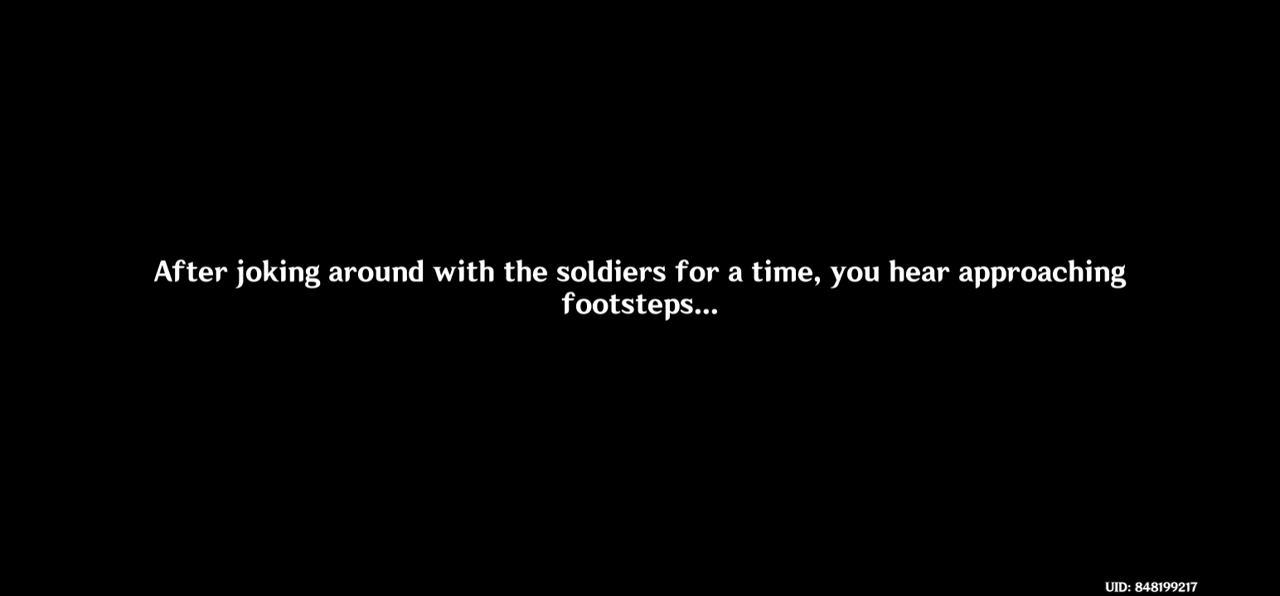 After joking around with the soldiers for a time, you hear approaching
footsteps...
UID: 848199217